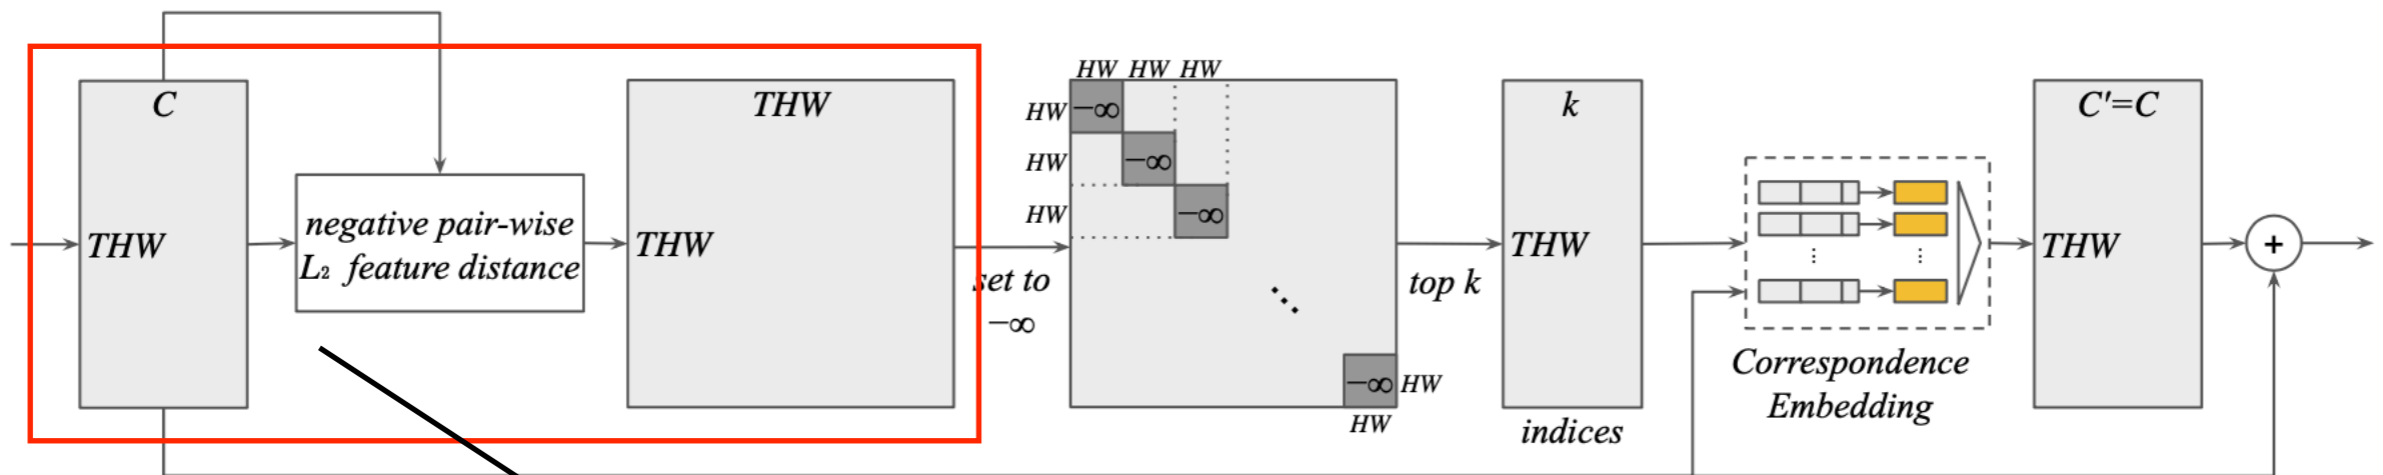 C
THW
negative pair-wise
L₂ feature distance
THW
THW
set to
−∞
HW HW HW
HW
HW
HW
−∞
−∞
−∞
−∞
HW
HW
top k
k
THW
indices
Correspondence
Embedding
C'=C
THW
+